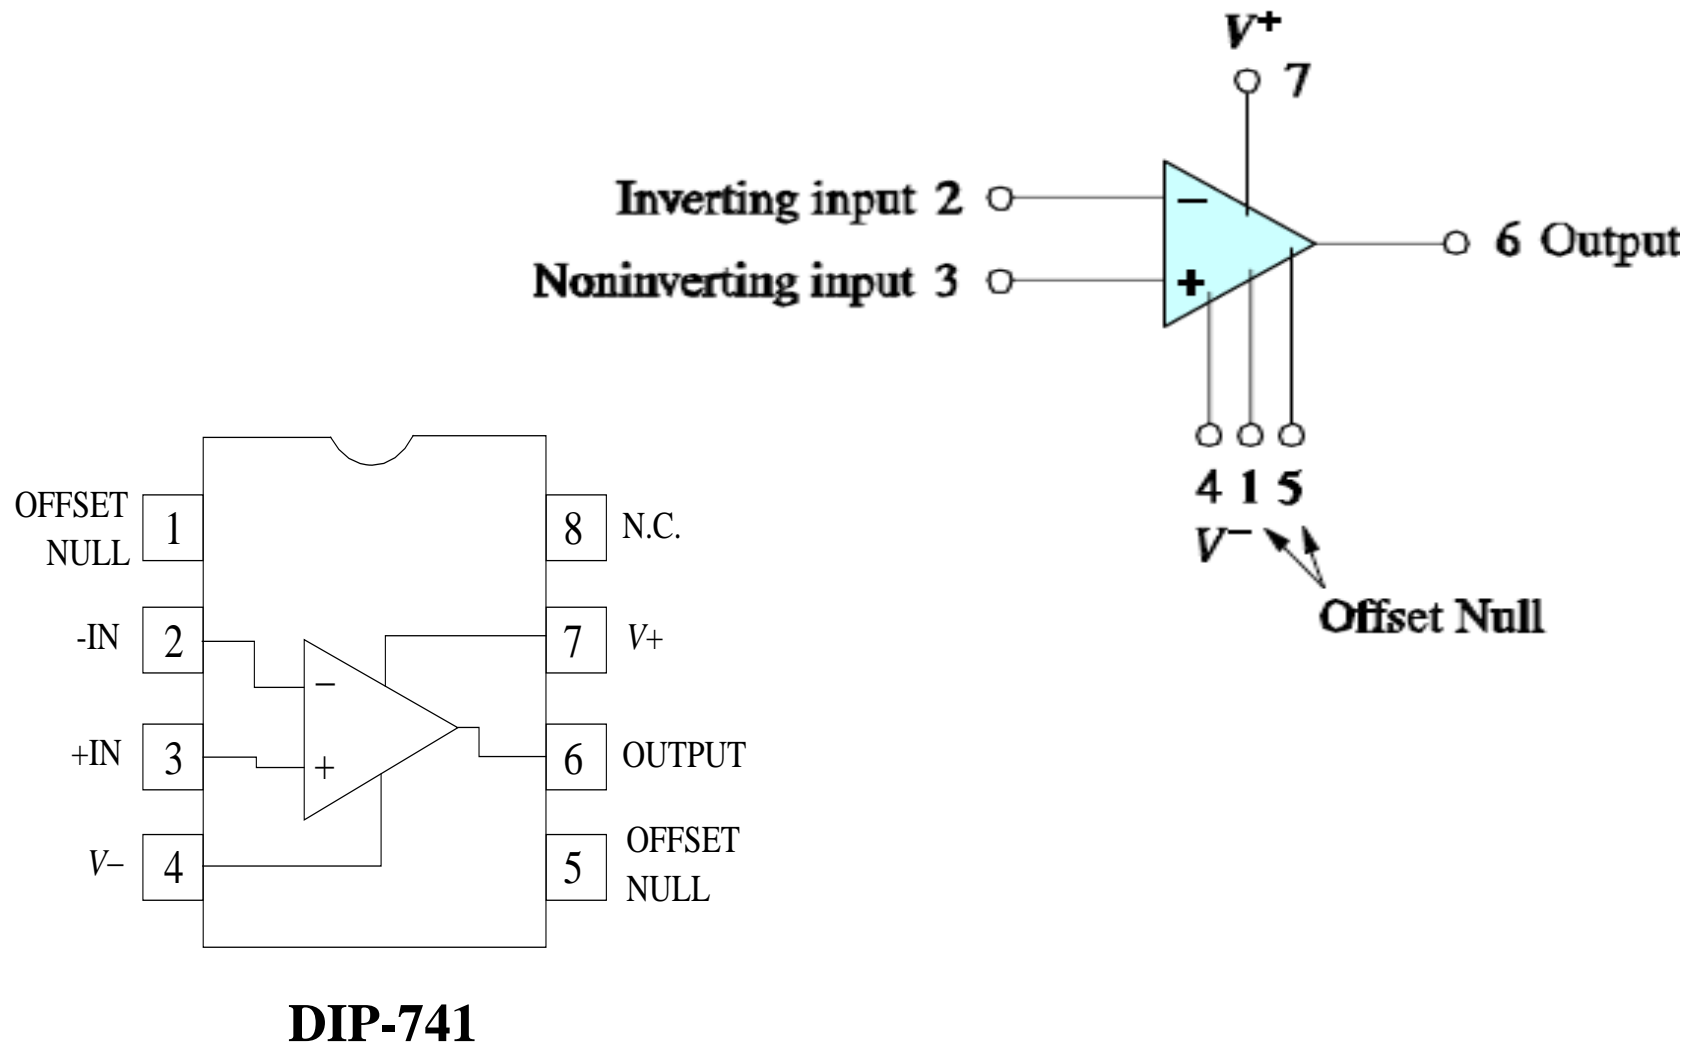 V+
7
Inverting input 2
−
6 Output
Noninverting input 3
+
4 1 5
V−
Offset Null
OFFSET
NULL
1
8
N.C.
-IN
2
−
7
V+
+IN
3
+
6
OUTPUT
V−
4
5
OFFSET
NULL
DIP-741